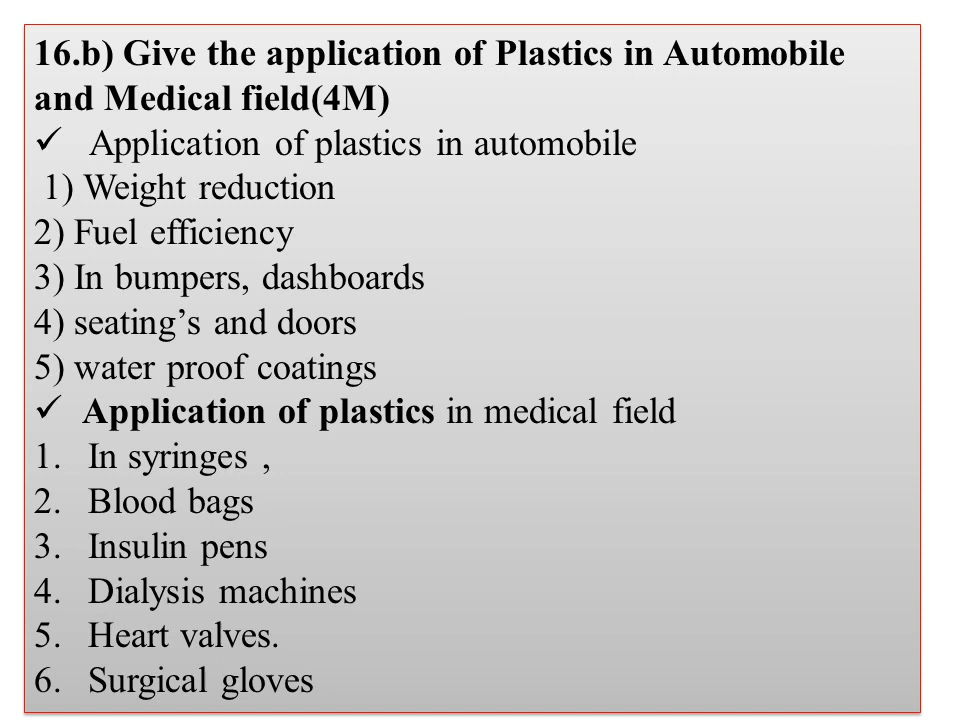 16.b) Give the application of Plastics in Automobile
and Medical field(4M)
✓ Application of plastics in automobile
1) Weight reduction
2) Fuel efficiency
3) In bumpers, dashboards
4) seating’s and doors
5) water proof coatings
✓ Application of plastics in medical field
1. In syringes ,
2. Blood bags
3. Insulin pens
4. Dialysis machines
5. Heart valves.
6. Surgical gloves